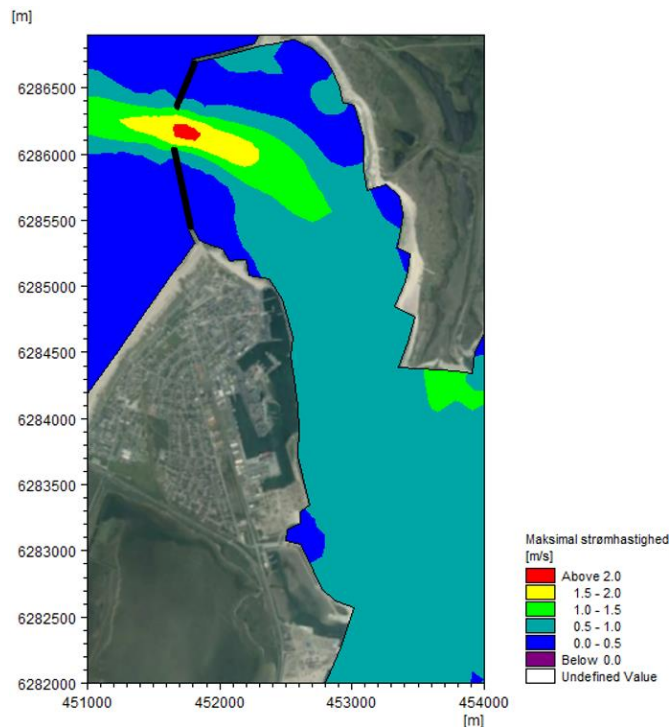 [m]
6286500
6286000
6285500
6285000
6284500
6284000
6283500
6283000
6282500
6282000
451000 452000 453000 454000
[m]
Maksimal strømhastighed
[m/s]
Above 2.0
1.5 - 2.0
1.0 - 1.5
0.5 - 1.0
0.0 - 0.5
Below 0.0
Undefined Value